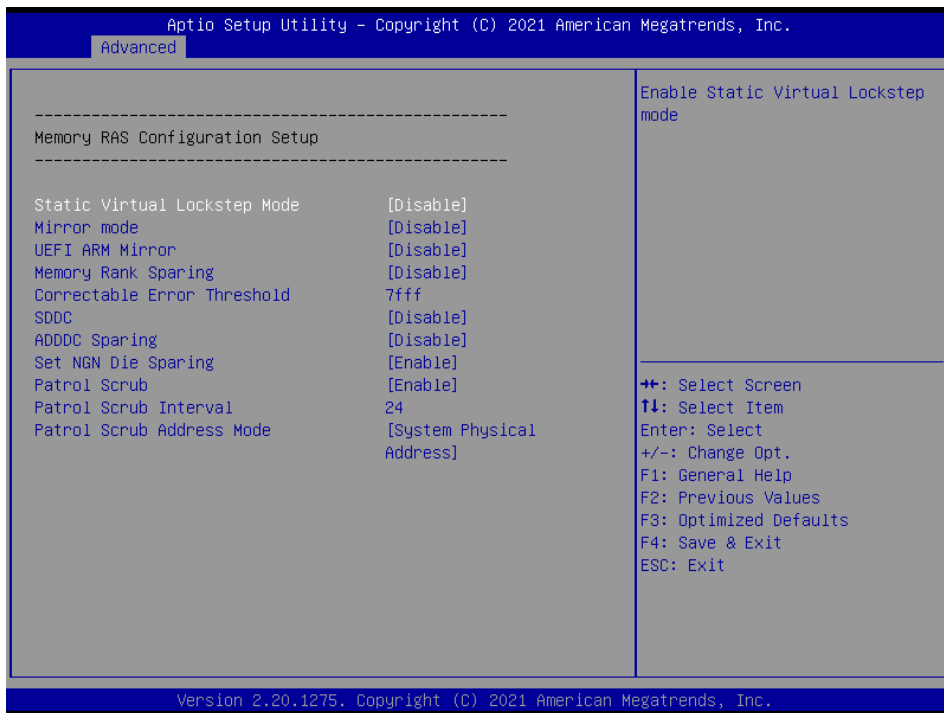 Aptio Setup Utility – Copyright (C) 2021 American Megatrends, Inc.
Advanced
--------------------------------------------------
Memory RAS Configuration Setup
--------------------------------------------------
Static Virtual Lockstep Mode [Disable]
Mirror mode [Disable]
UEFI ARM Mirror [Disable]
Memory Rank Sparing [Disable]
Correctable Error Threshold 7fff
SDDC [Disable]
ADDDC Sparing [Disable]
Set NGN Die Sparing [Enable]
Patrol Scrub [Enable]
Patrol Scrub Interval 24
Patrol Scrub Address Mode [System Physical
Address]
Enable Static Virtual Lockstep
mode
→←: Select Screen
↑↓: Select Item
Enter: Select
+/-: Change Opt.
F1: General Help
F2: Previous Values
F3: Optimized Defaults
F4: Save & Exit
ESC: Exit
Version 2.20.1275. Copyright (C) 2021 American Megatrends, Inc.